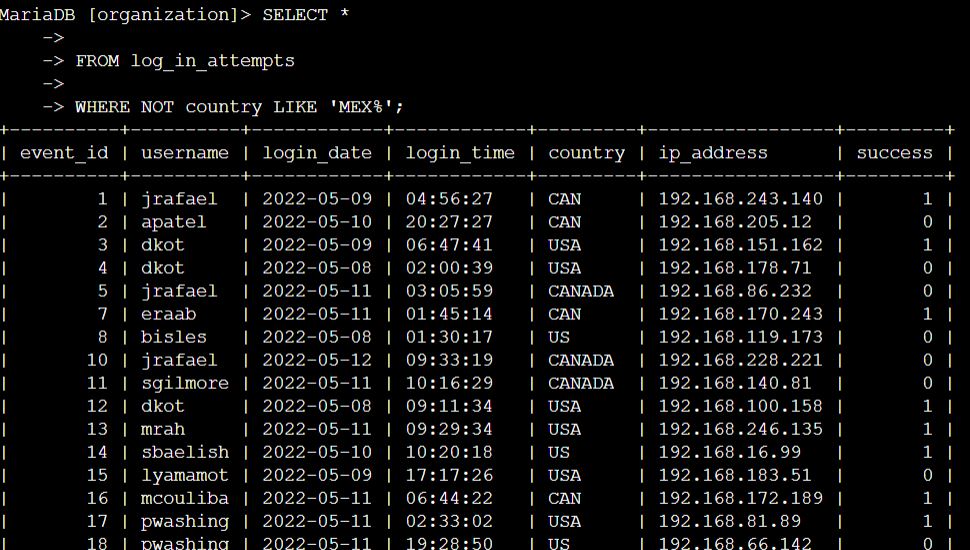 MariaDB [organization]> SELECT *
    ->
    -> FROM log_in_attempts
    ->
    -> WHERE NOT country LIKE 'MEX%';
+----------+----------+------------+------------+---------+-----------------+---------+
| event_id | username | login_date | login_time | country | ip_address      | success |
+----------+----------+------------+------------+---------+-----------------+---------+
|        1 | jrafael  | 2022-05-09 | 04:56:27   | CAN     | 192.168.243.140 |       1 |
|        2 | apatel   | 2022-05-10 | 20:27:27   | CAN     | 192.168.205.12  |       0 |
|        3 | dkot     | 2022-05-09 | 06:47:41   | USA     | 192.168.151.162 |       1 |
|        4 | dkot     | 2022-05-08 | 02:00:39   | USA     | 192.168.178.71  |       0 |
|        5 | jrafael  | 2022-05-11 | 03:05:59   | CANADA  | 192.168.86.232  |       0 |
|        7 | eraab    | 2022-05-11 | 01:45:14   | CAN     | 192.168.170.243 |       1 |
|        8 | bisles   | 2022-05-08 | 01:30:17   | US      | 192.168.119.173 |       0 |
|       10 | jrafael  | 2022-05-12 | 09:33:19   | CANADA  | 192.168.228.221 |       0 |
|       11 | sgilmore | 2022-05-11 | 10:16:29   | CANADA  | 192.168.140.81  |       0 |
|       12 | dkot     | 2022-05-08 | 09:11:34   | USA     | 192.168.100.158 |       1 |
|       13 | mrah     | 2022-05-11 | 09:29:34   | USA     | 192.168.246.135 |       1 |
|       14 | sbaelish | 2022-05-10 | 10:20:18   | US      | 192.168.16.99   |       1 |
|       15 | lyamamot | 2022-05-09 | 17:17:26   | USA     | 192.168.183.51  |       0 |
|       16 | mcouliba | 2022-05-11 | 06:44:22   | CAN     | 192.168.172.189 |       1 |
|       17 | pwashing | 2022-05-11 | 02:33:02   | USA     | 192.168.81.89   |       1 |
|       18 | pwashing | 2022-05-11 | 19:28:50   | US      | 192.168.66.142  |       0 |